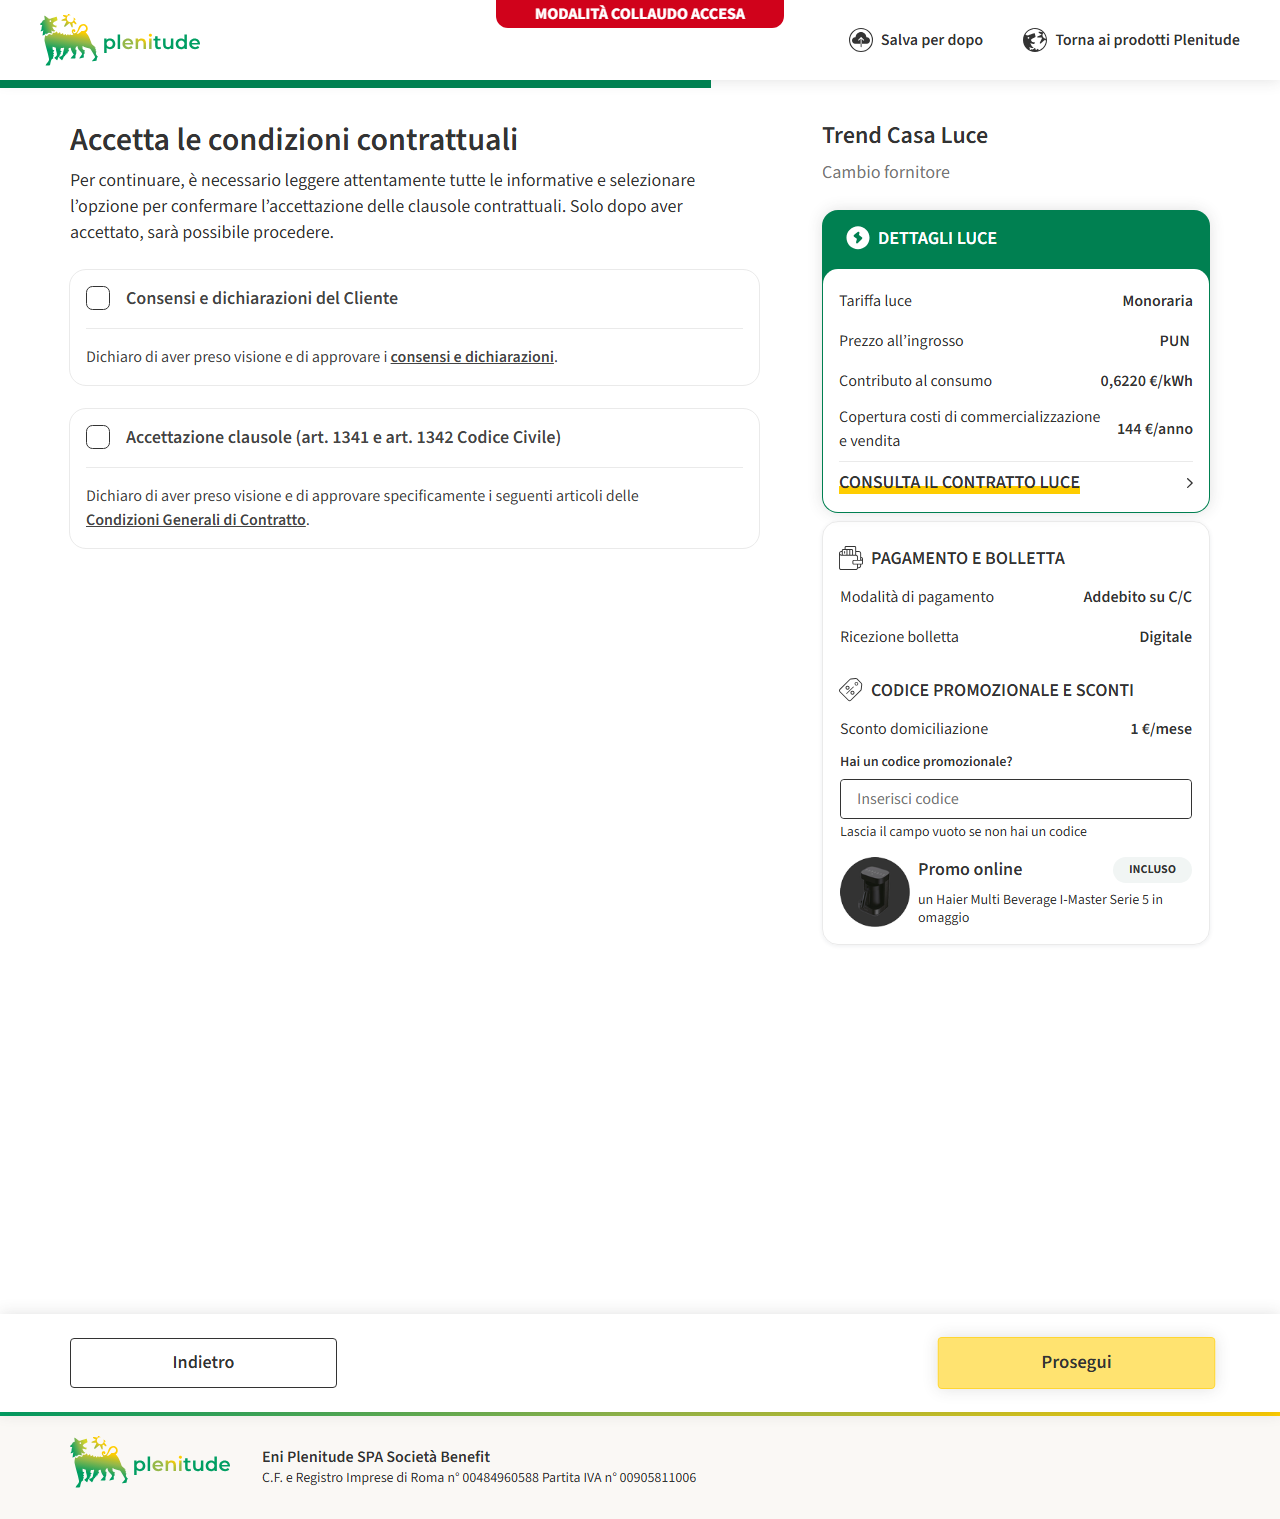 MODALITÀ COLLAUDO ACCESA
plenitude
Salva per dopo
Torna ai prodotti Plenitude
Accetta le condizioni contrattuali
Per continuare, è necessario leggere attentamente tutte le informative e selezionare
l’opzione per confermare l’accettazione delle clausole contrattuali. Solo dopo aver
accettato, sarà possibile procedere.
Consensi e dichiarazioni del Cliente
Dichiaro di aver preso visione e di approvare i consensi e dichiarazioni.
Accettazione clausole (art. 1341 e art. 1342 Codice Civile)
Dichiaro di aver preso visione e di approvare specificamente i seguenti articoli delle
Condizioni Generali di Contratto.
Trend Casa Luce
Cambio fornitore
DETTAGLI LUCE
Tariffa luce Monoraria
Prezzo all’ingrosso PUN
Contributo al consumo 0,6220 €/kWh
Copertura costi di commercializzazione
e vendita 144 €/anno
CONSULTA IL CONTRATTO LUCE
PAGAMENTO E BOLLETTA
Modalità di pagamento Addebito su C/C
Ricezione bolletta Digitale
CODICE PROMOZIONALE E SCONTI
Sconto domiciliazione 1 €/mese
Hai un codice promozionale?
Inserisci codice
Lascia il campo vuoto se non hai un codice
Promo online INCLUSO
un Haier Multi Beverage I-Master Serie 5 in
omaggio
Indietro
Prosegui
plenitude
Eni Plenitude SPA Società Benefit
C.F. e Registro Imprese di Roma n° 00484960588 Partita IVA n° 00905811006